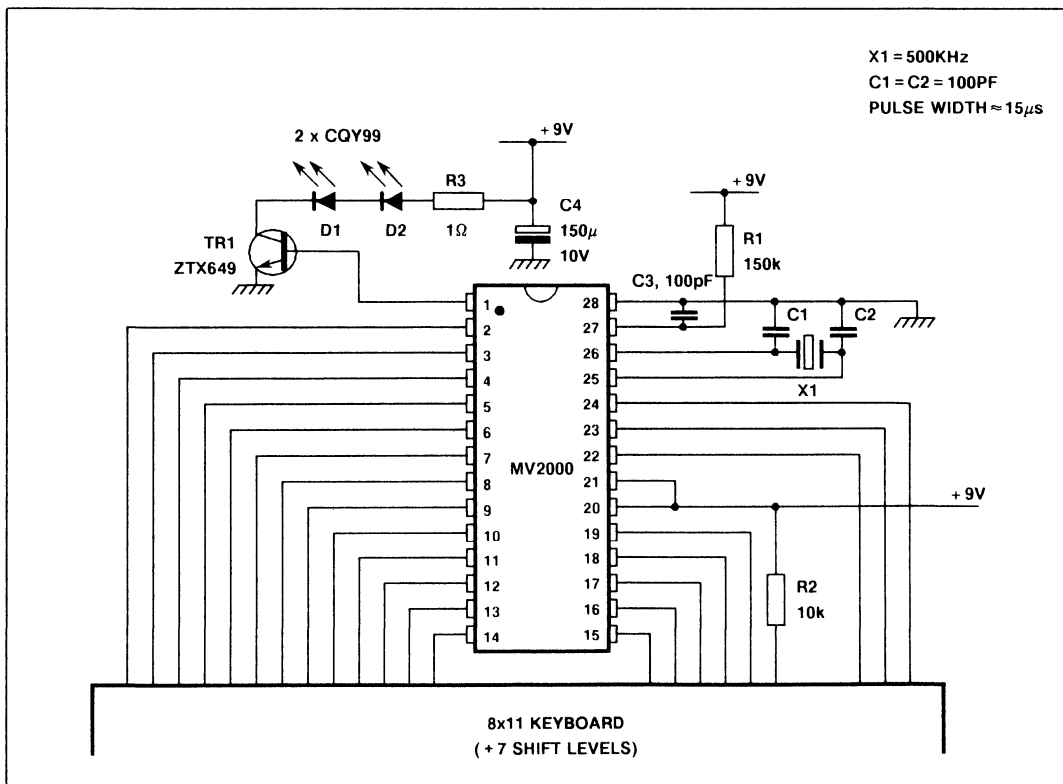 X1 = 500KHz
C1 = C2 = 100PF
PULSE WIDTH ≈ 15µs
2 x CQY99
+ 9V
R3
1Ω
D1
D2
C4
150µ
10V
TR1
ZTX649
+ 9V
R1
150k
C3, 100pF
C1
C2
X1
MV2000
1
2
3
4
5
6
7
8
9
10
11
12
13
14
28
27
26
25
24
23
22
21
20
19
18
17
16
15
+ 9V
R2
10k
8x11 KEYBOARD
( + 7 SHIFT LEVELS)